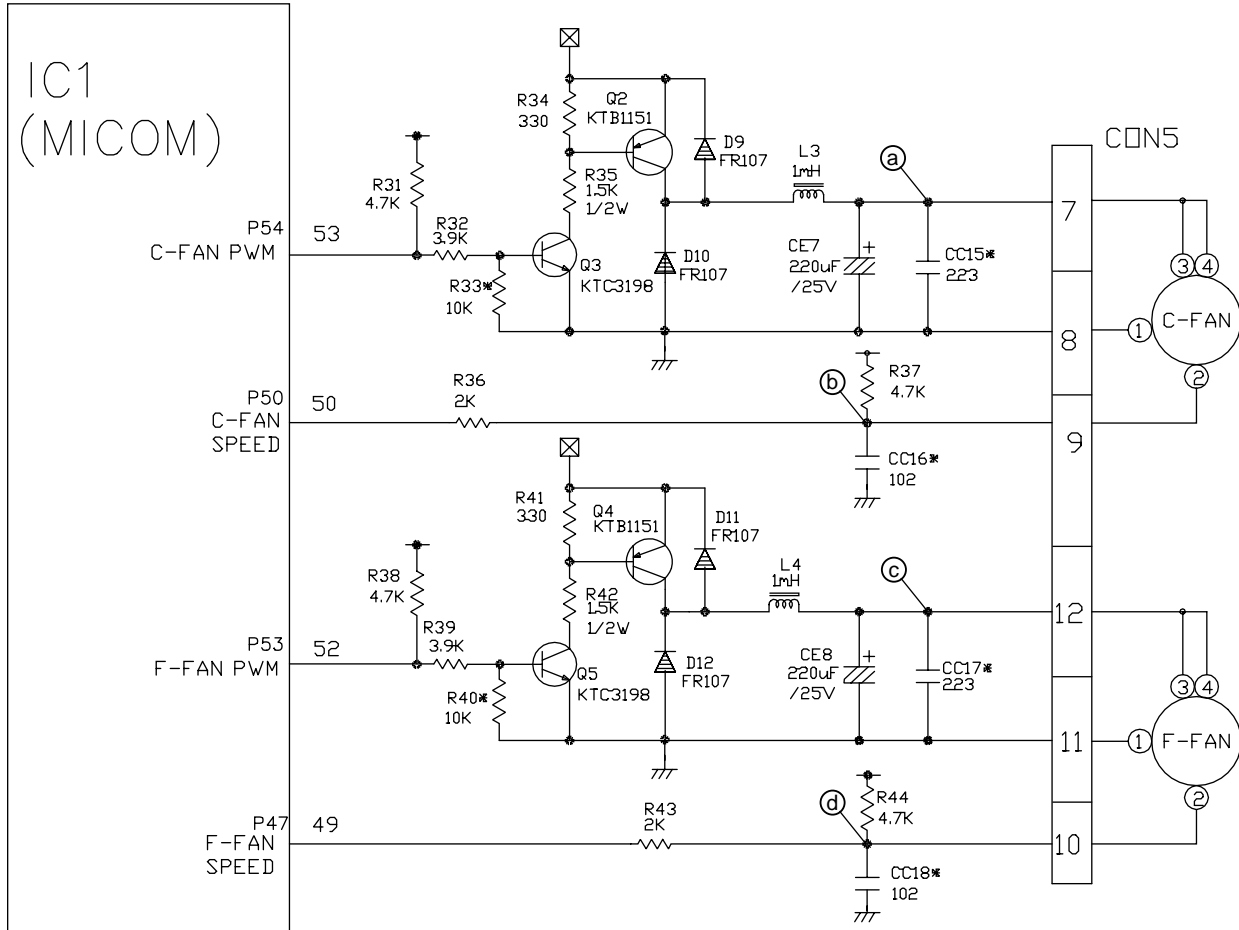 IC1
(MICOM)
R34
330
Q2
KTB1151
D9
FR107
L3
1mH
ⓐ
CON5
R31
4.7K
R35
1.5K
1/2W
7
P54
C-FAN PWM
53
R32
3.9K
R33*
10K
Q3
KTC3198
D10
FR107
CE7
220uF
/25V
+
CC15*
223
③ ④
C-FAN
①
②
8
P50
C-FAN
SPEED
50
R36
2K
ⓑ
R37
4.7K
9
CC16*
102
R41
330
Q4
KTB1151
D11
FR107
L4
1mH
ⓒ
R38
4.7K
R42
1.5K
1/2W
12
P53
F-FAN PWM
52
R39
3.9K
R40*
10K
Q5
KTC3198
D12
FR107
CE8
220uF
/25V
+
CC17*
223
③ ④
F-FAN
①
②
11
P47
F-FAN
SPEED
49
R43
2K
ⓓ
R44
4.7K
10
CC18*
102